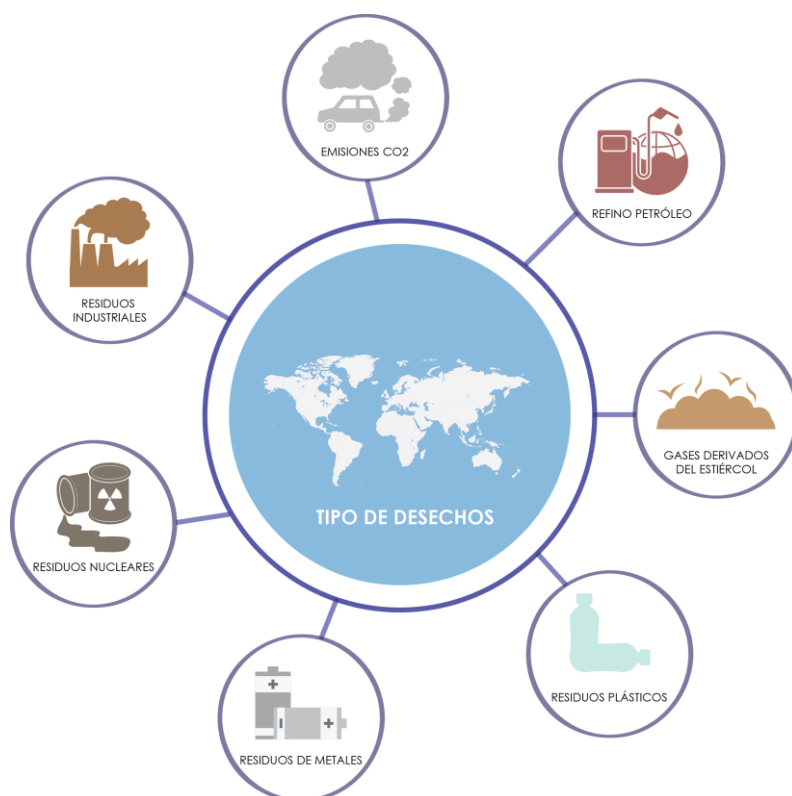 EMISIONES CO2
REFINO PETRÓLEO
RESIDUOS
INDUSTRIALES
GASES DERIVADOS
DEL ESTIÉRCOL
TIPO DE DESECHOS
RESIDUOS NUCLEARES
RESIDUOS PLÁSTICOS
RESIDUOS DE METALES